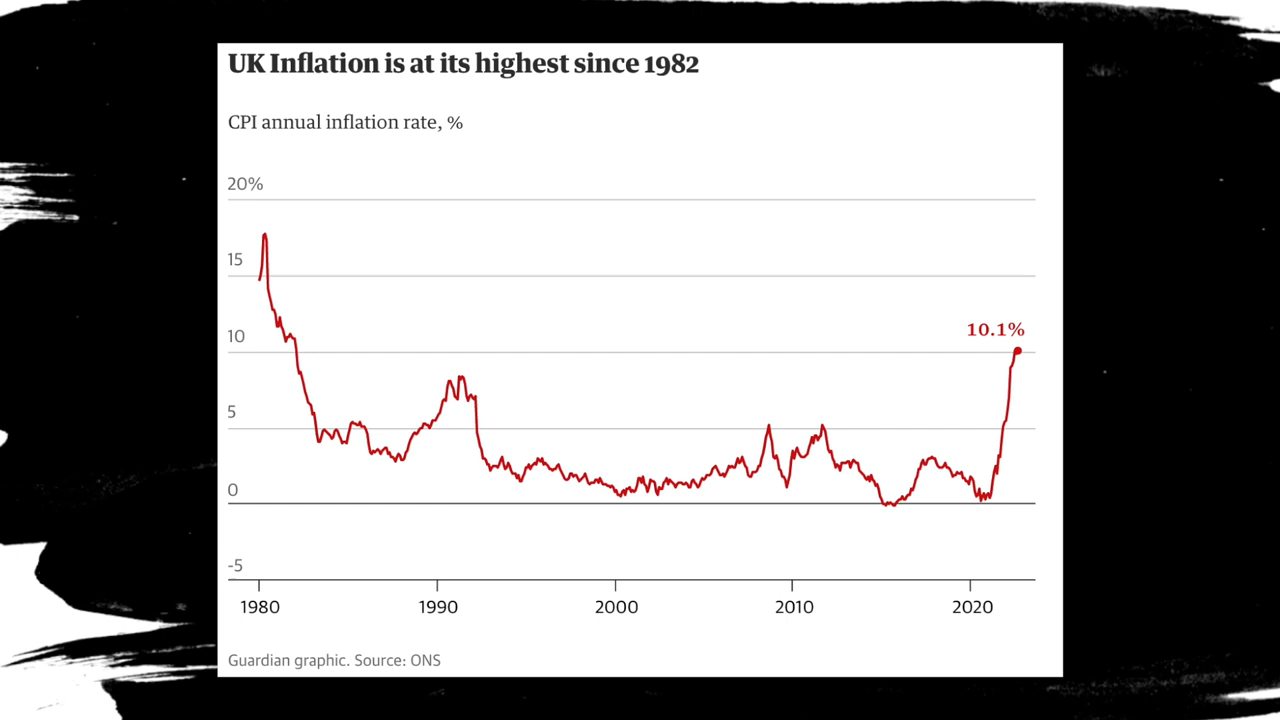 UK Inflation is at its highest since 1982
CPI annual inflation rate, %
20%
15
10.1%
10
5
0
-5
1980 1990 2000 2010 2020
Guardian graphic. Source: ONS